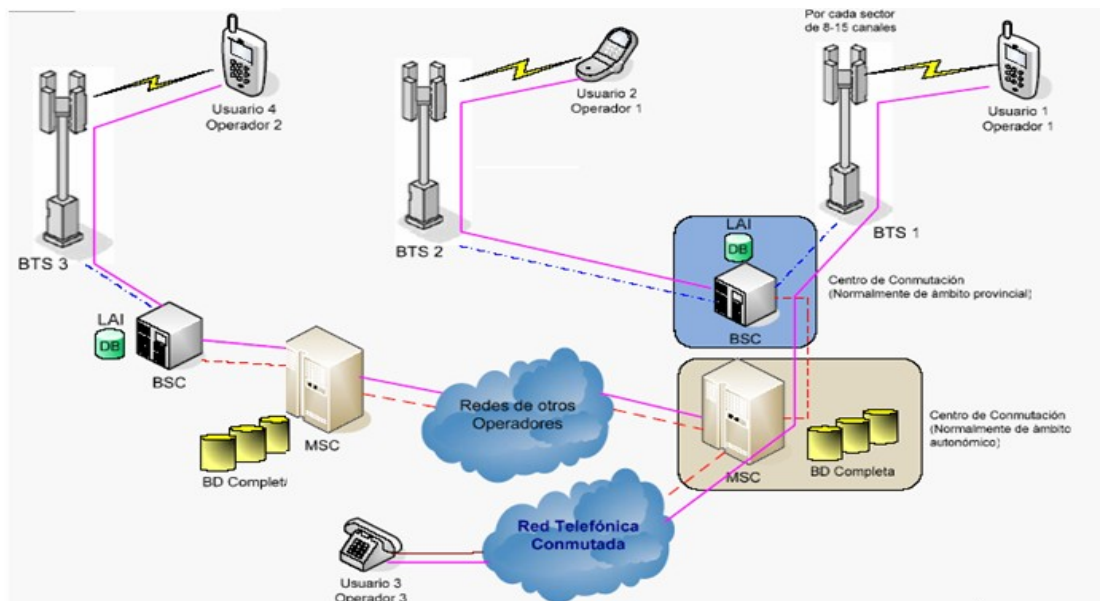 Por cada sector
de 8-15 canales
Usuario 4
Operador 2
Usuario 2
Operador 1
Usuario 1
Operador 1
BTS 3
BTS 2
BTS 1
LAI
DB
BSC
Centro de Conmutación
(Normalmente de ámbito provincial)
LAI
DB
BSC
MSC
BD Completa
Redes de otros
Operadores
MSC
BD Completa
Centro de Conmutación
(Normalmente de ámbito
autonómico)
Red Telefónica
Conmutada
Usuario 3
Operador 3